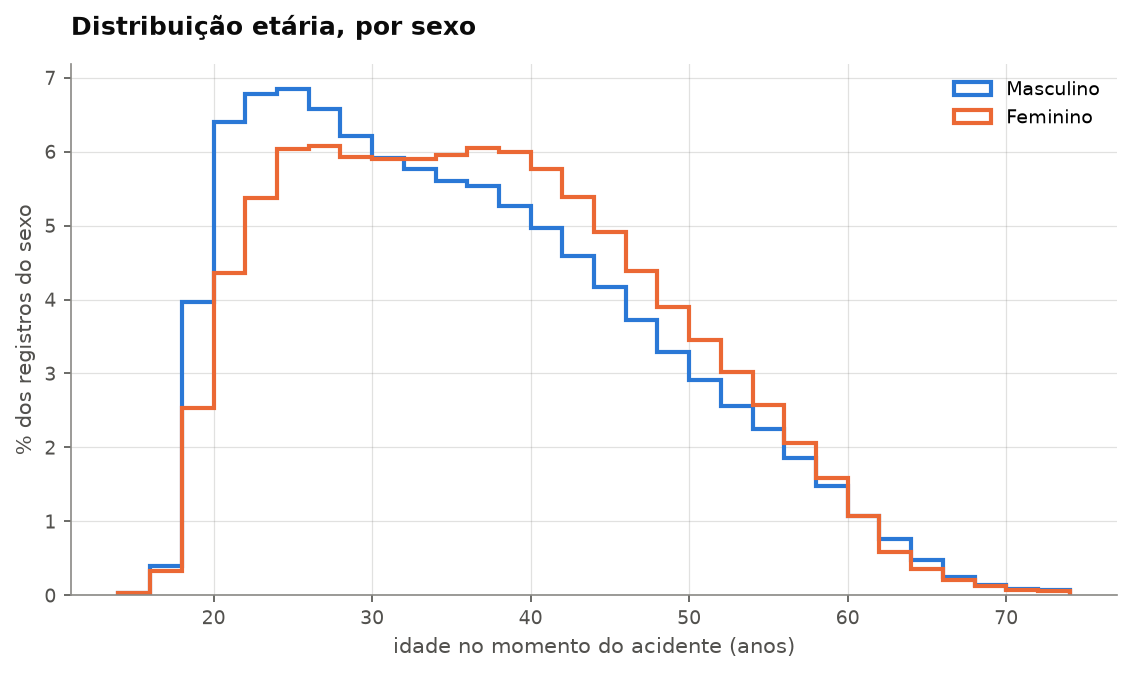 Distribuição etária, por sexo
Masculino
Feminino
7
6
5
4
3
2
1
0
% dos registros do sexo
20 30 40 50 60 70
idade no momento do acidente (anos)